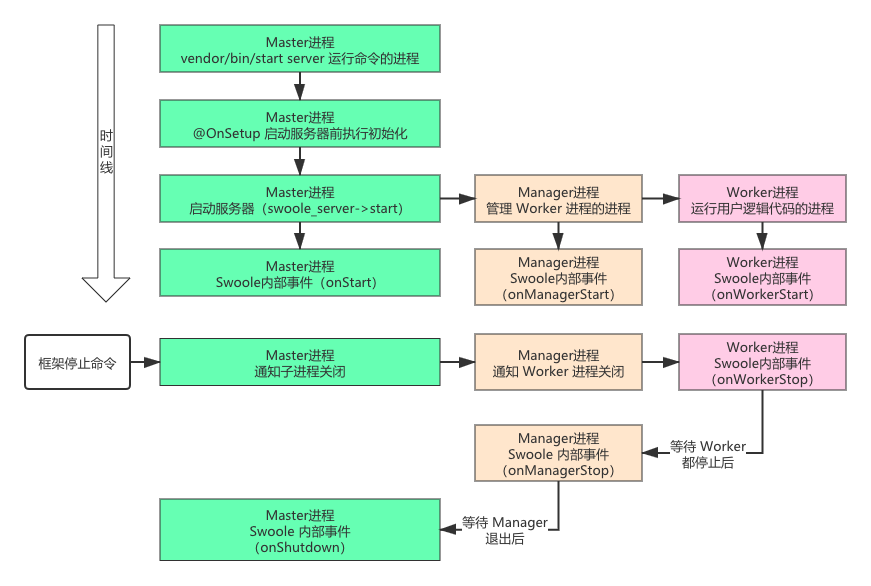 时
间
线
Master进程
vendor/bin/start server 运行命令的进程
Master进程
@OnSetup 启动服务器前执行初始化
Master进程
启动服务器（swoole_server->start）
Manager进程
管理 Worker 进程的进程
Worker进程
运行用户逻辑代码的进程
Master进程
Swoole内部事件（onStart）
Manager进程
Swoole内部事件
（onManagerStart）
Worker进程
Swoole内部事件
（onWorkerStart）
框架停止命令
Master进程
通知子进程关闭
Manager进程
通知 Worker 进程关闭
Worker进程
Swoole内部事件
（onWorkerStop）
等待 Worker
都停止后
Manager进程
Swoole 内部事件
（onManagerStop）
等待 Manager
退出后
Master进程
Swoole 内部事件
（onShutdown）